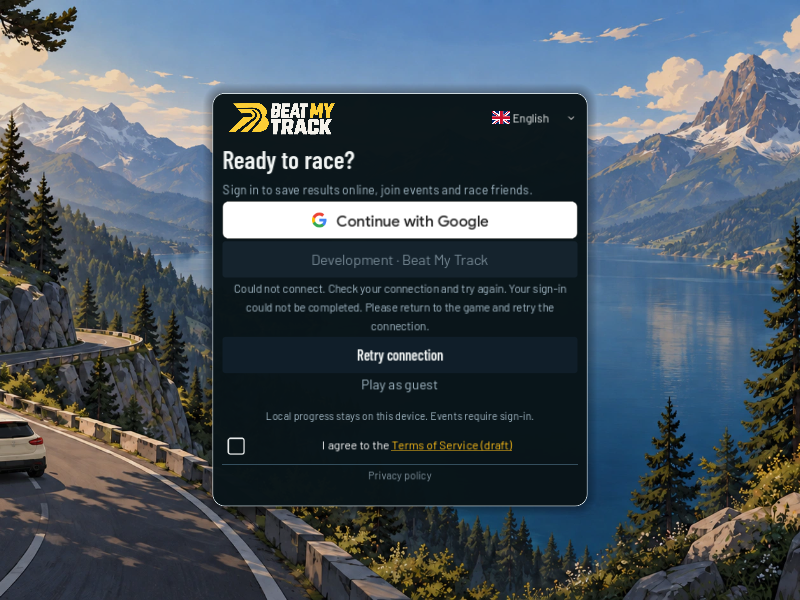 BEAT MY
TRACK
English
Ready to race?
Sign in to save results online, join events and race friends.
Continue with Google
Development · Beat My Track
Could not connect. Check your connection and try again. Your sign-in
could not be completed. Please return to the game and retry the
connection.
Retry connection
Play as guest
Local progress stays on this device. Events require sign-in.
I agree to the Terms of Service (draft)
Privacy policy